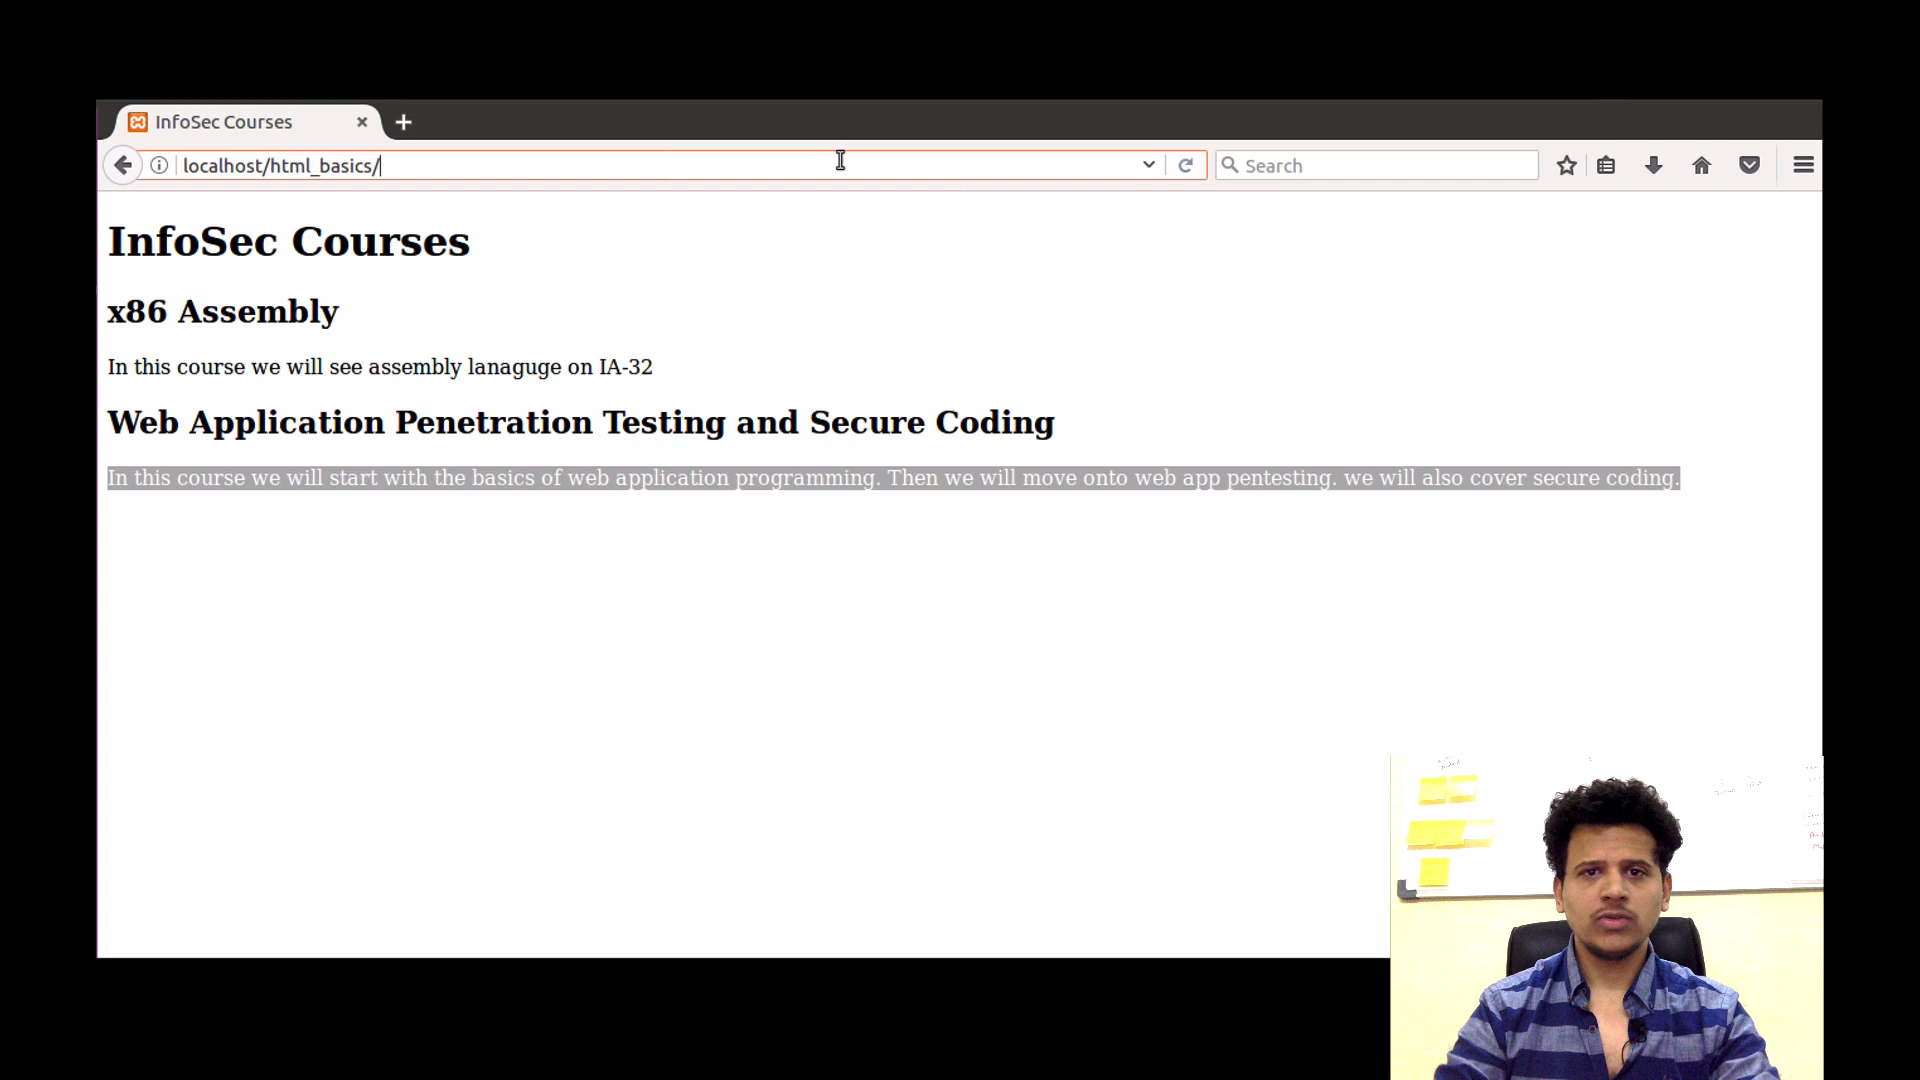 InfoSec Courses
localhost/html_basics/
Search
InfoSec Courses
x86 Assembly
In this course we will see assembly lanaguge on IA-32
Web Application Penetration Testing and Secure Coding
In this course we will start with the basics of web application programming. Then we will move onto web app pentesting. we will also cover secure coding.